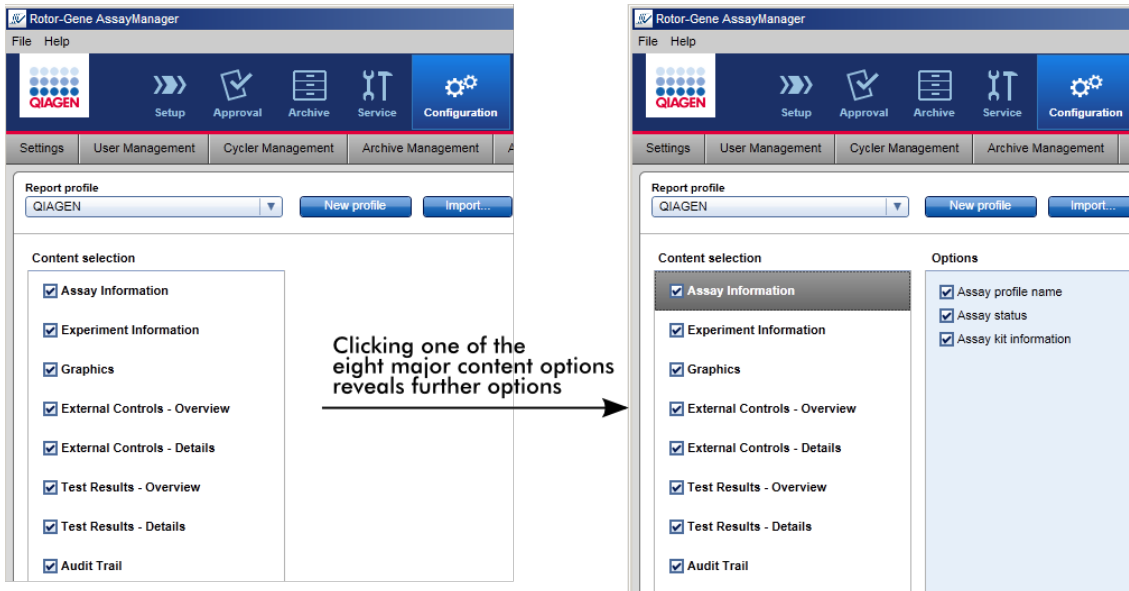 Rotor-Gene AssayManager
File Help
QIAGEN
Setup Approval Archive Service Configuration
Settings User Management Cycler Management Archive Management
Report profile
QIAGEN New profile Import...
Content selection
Assay Information
Experiment Information
Graphics
External Controls - Overview
External Controls - Details
Test Results - Overview
Test Results - Details
Audit Trail
Clicking one of the
eight major content options
reveals further options
Rotor-Gene AssayManager
File Help
QIAGEN
Setup Approval Archive Service Configuration
Settings User Management Cycler Management Archive Management
Report profile
QIAGEN New profile Import...
Content selection Options
Assay Information
Experiment Information
Graphics
External Controls - Overview
External Controls - Details
Test Results - Overview
Test Results - Details
Audit Trail
Assay profile name
Assay status
Assay kit information